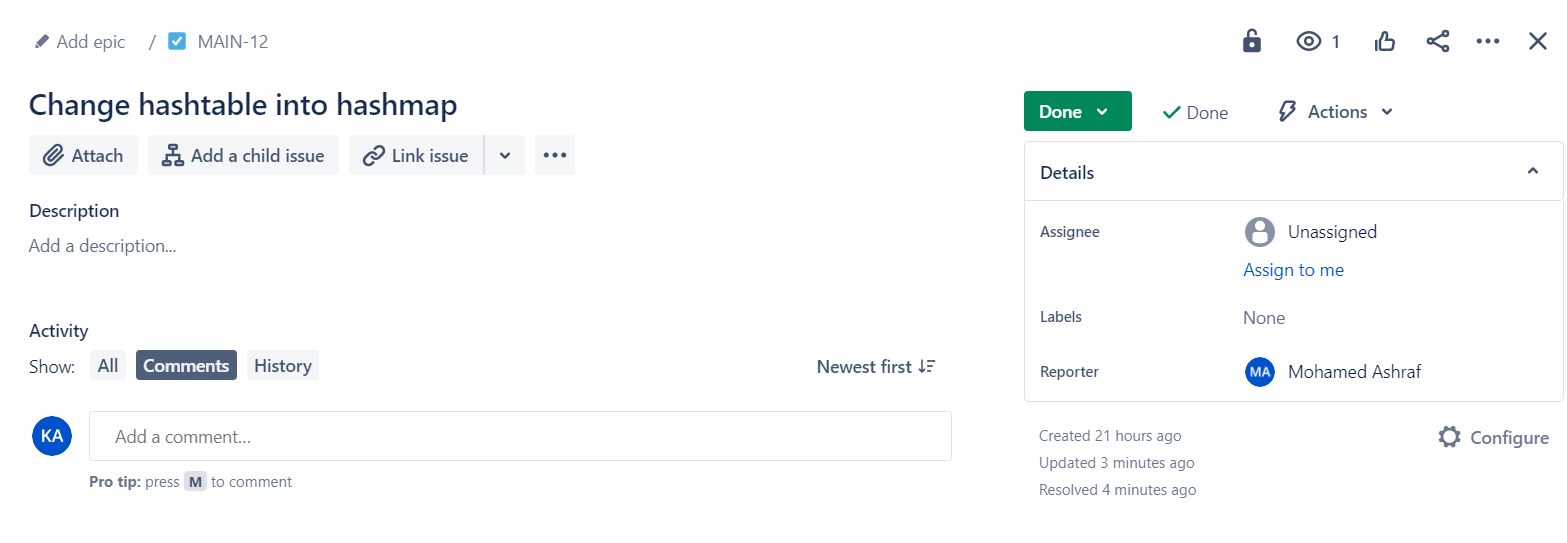 Add epic / MAIN-12
1
Change hashtable into hashmap
Attach
Add a child issue
Link issue
Description
Add a description...
Activity
Show: All Comments History
Newest first
KA
Add a comment...
Pro tip: press M to comment
Done
Done
Actions
Details
Assignee
Unassigned
Assign to me
Labels
None
Reporter
MA
Mohamed Ashraf
Created 21 hours ago
Updated 3 minutes ago
Resolved 4 minutes ago
Configure